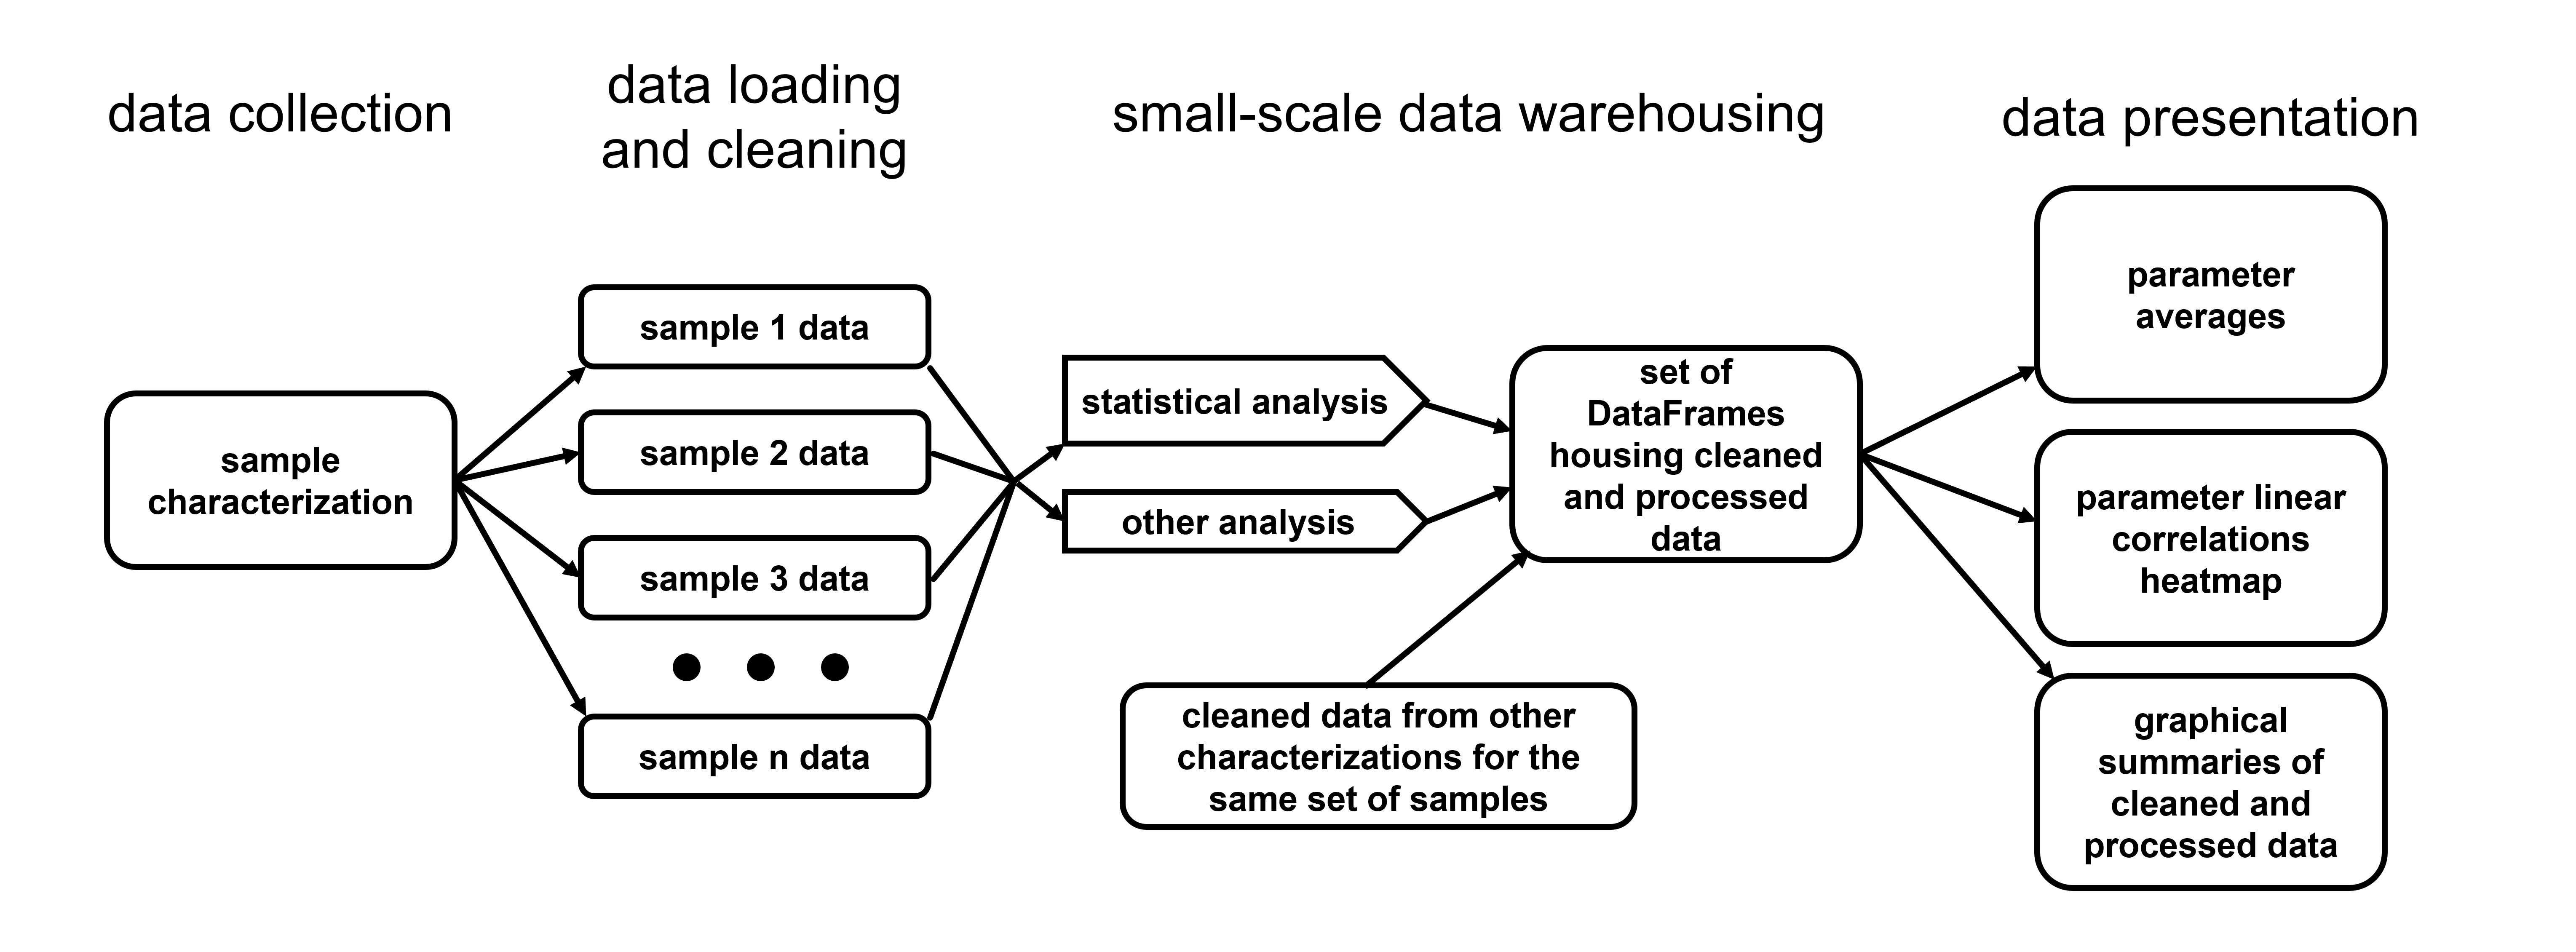 data collection
data loading
and cleaning
small-scale data warehousing
data presentation
sample
characterization
sample 1 data
sample 2 data
sample 3 data
sample n data
statistical analysis
other analysis
set of
DataFrames
housing cleaned
and processed
data
cleaned data from other
characterizations for the
same set of samples
parameter
averages
parameter linear
correlations
heatmap
graphical
summaries of
cleaned and
processed data